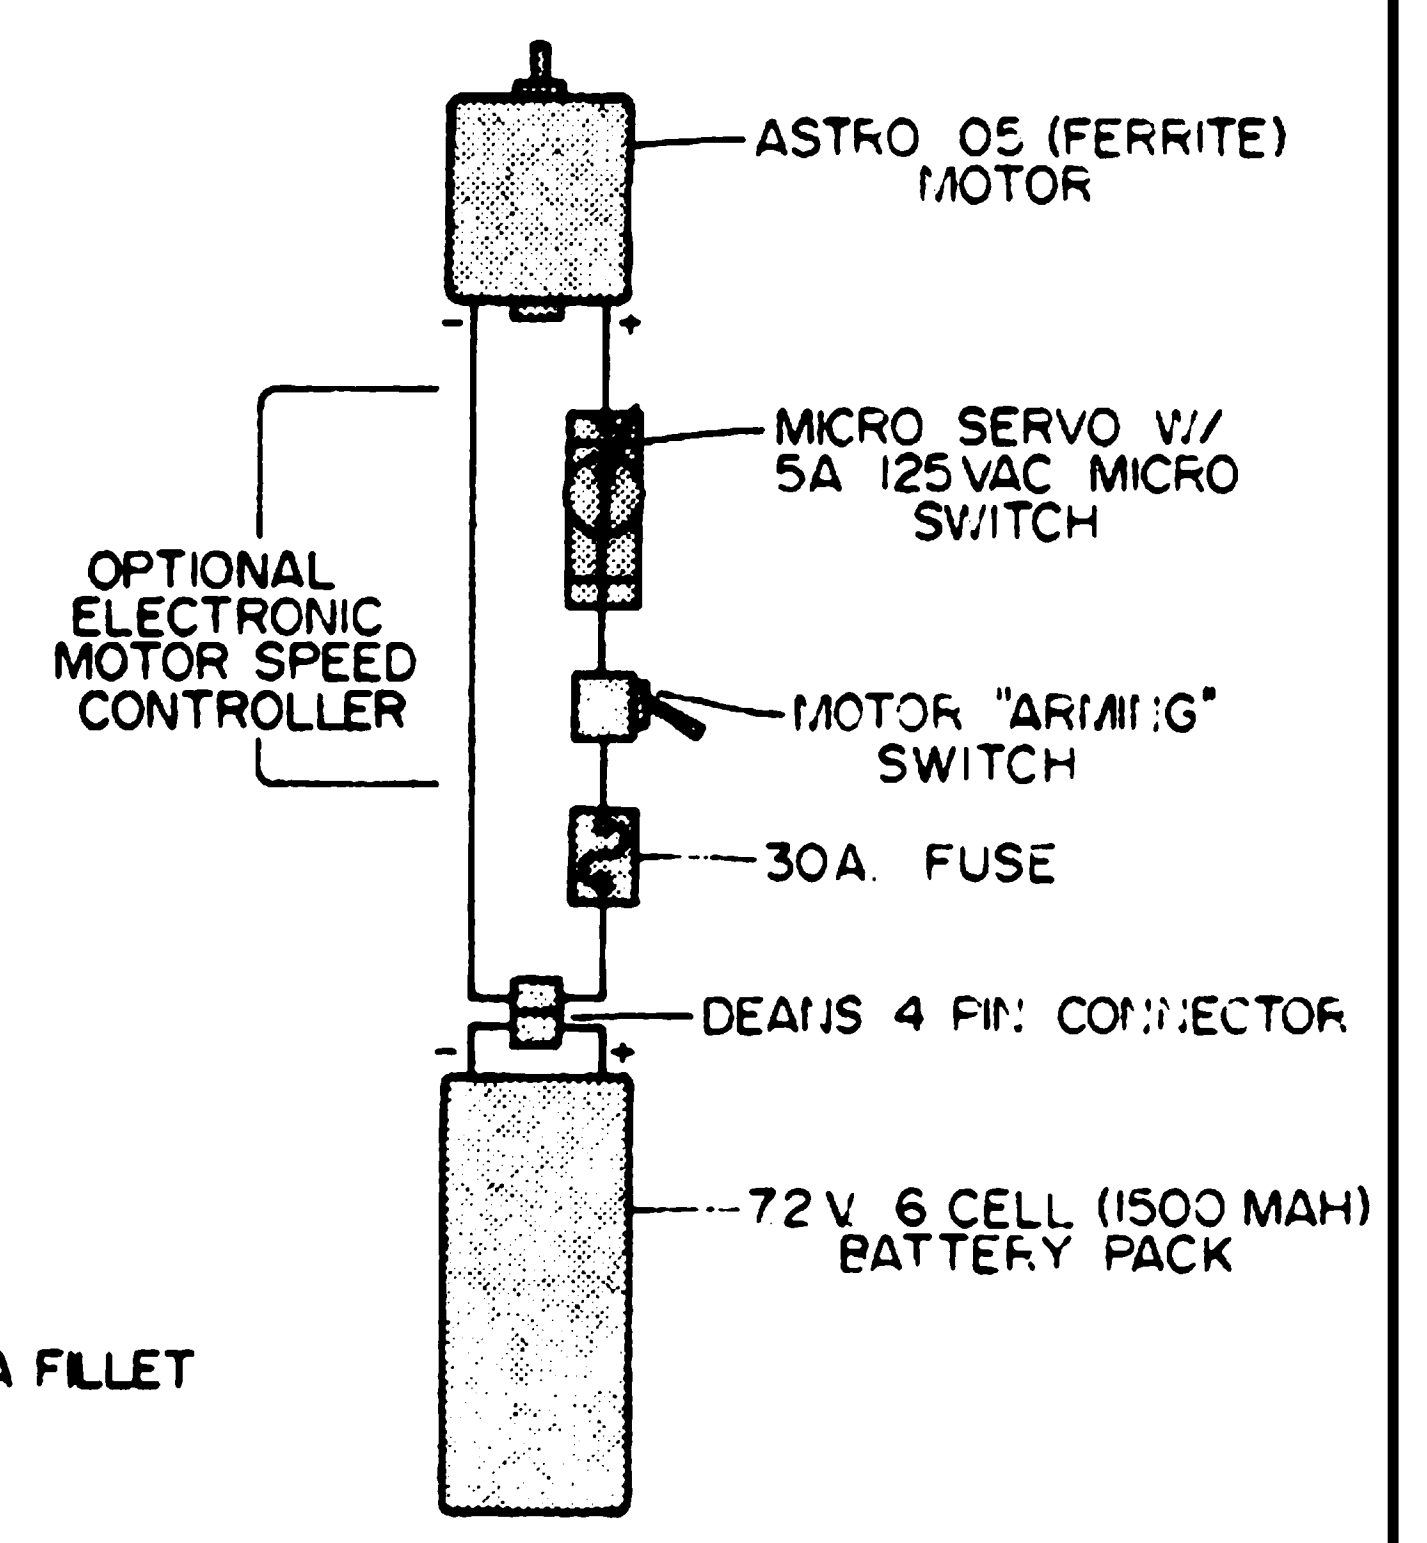 ASTRO 05 (FERRITE)
MOTOR
- +
MICRO SERVO W/
5A 125VAC MICRO
SWITCH
OPTIONAL
ELECTRONIC
MOTOR SPEED
CONTROLLER
MOTOR "ARMING"
SWITCH
30A. FUSE
DEANS 4 PIN CONNECTOR
- +
7.2 V. 6 CELL (1500 MAH)
BATTERY PACK
A FILLET